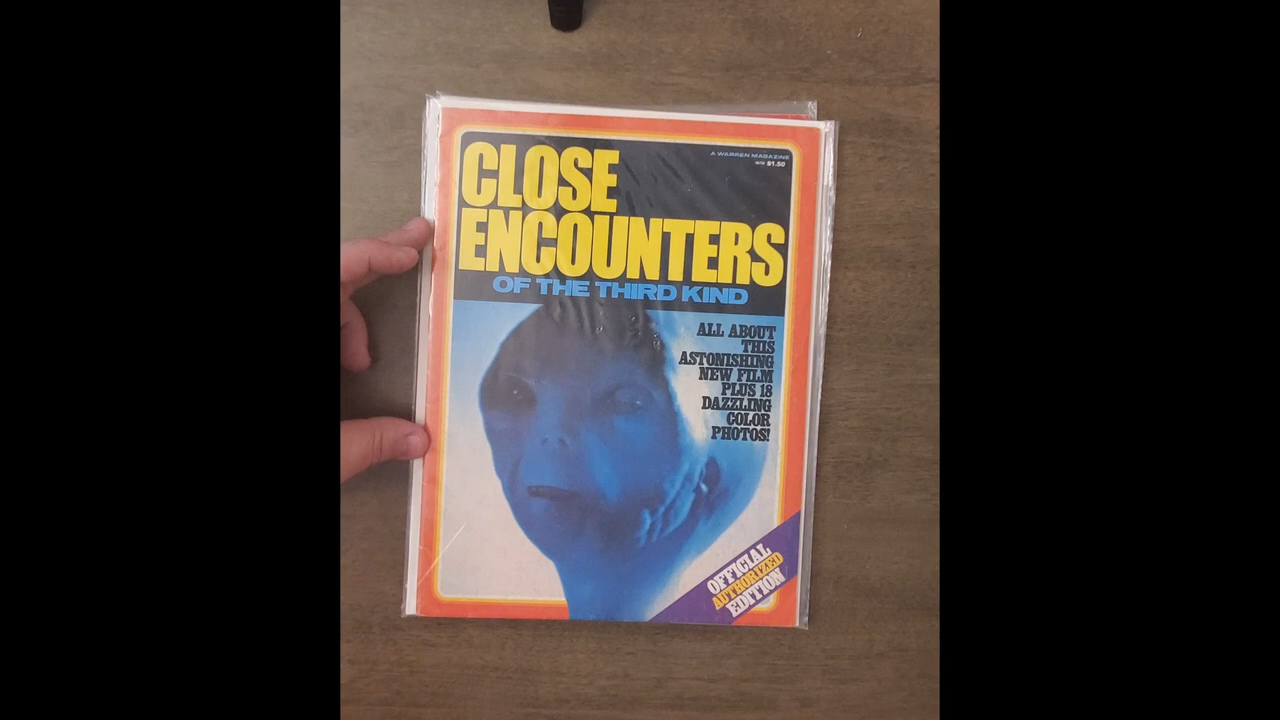 A WARREN MAGAZINE
$1.50
CLOSE
ENCOUNTERS
OF THE THIRD KIND
ALL ABOUT
THIS
ASTONISHING
NEW FILM
PLUS 18
DAZZLING
COLOR
PHOTOS!
OFFICIAL
AUTHORIZED
EDITION